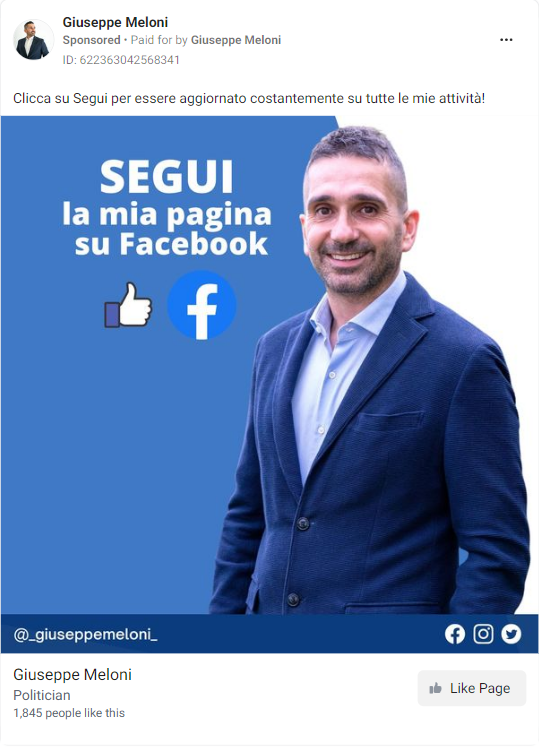 Giuseppe Meloni
Sponsored • Paid for by Giuseppe Meloni
ID: 622363042568341
Clicca su Segui per essere aggiornato costantemente su tutte le mie attività!
SEGUI
la mia pagina
su Facebook
@_giuseppemeloni_
Giuseppe Meloni
Politician
1,845 people like this
Like Page